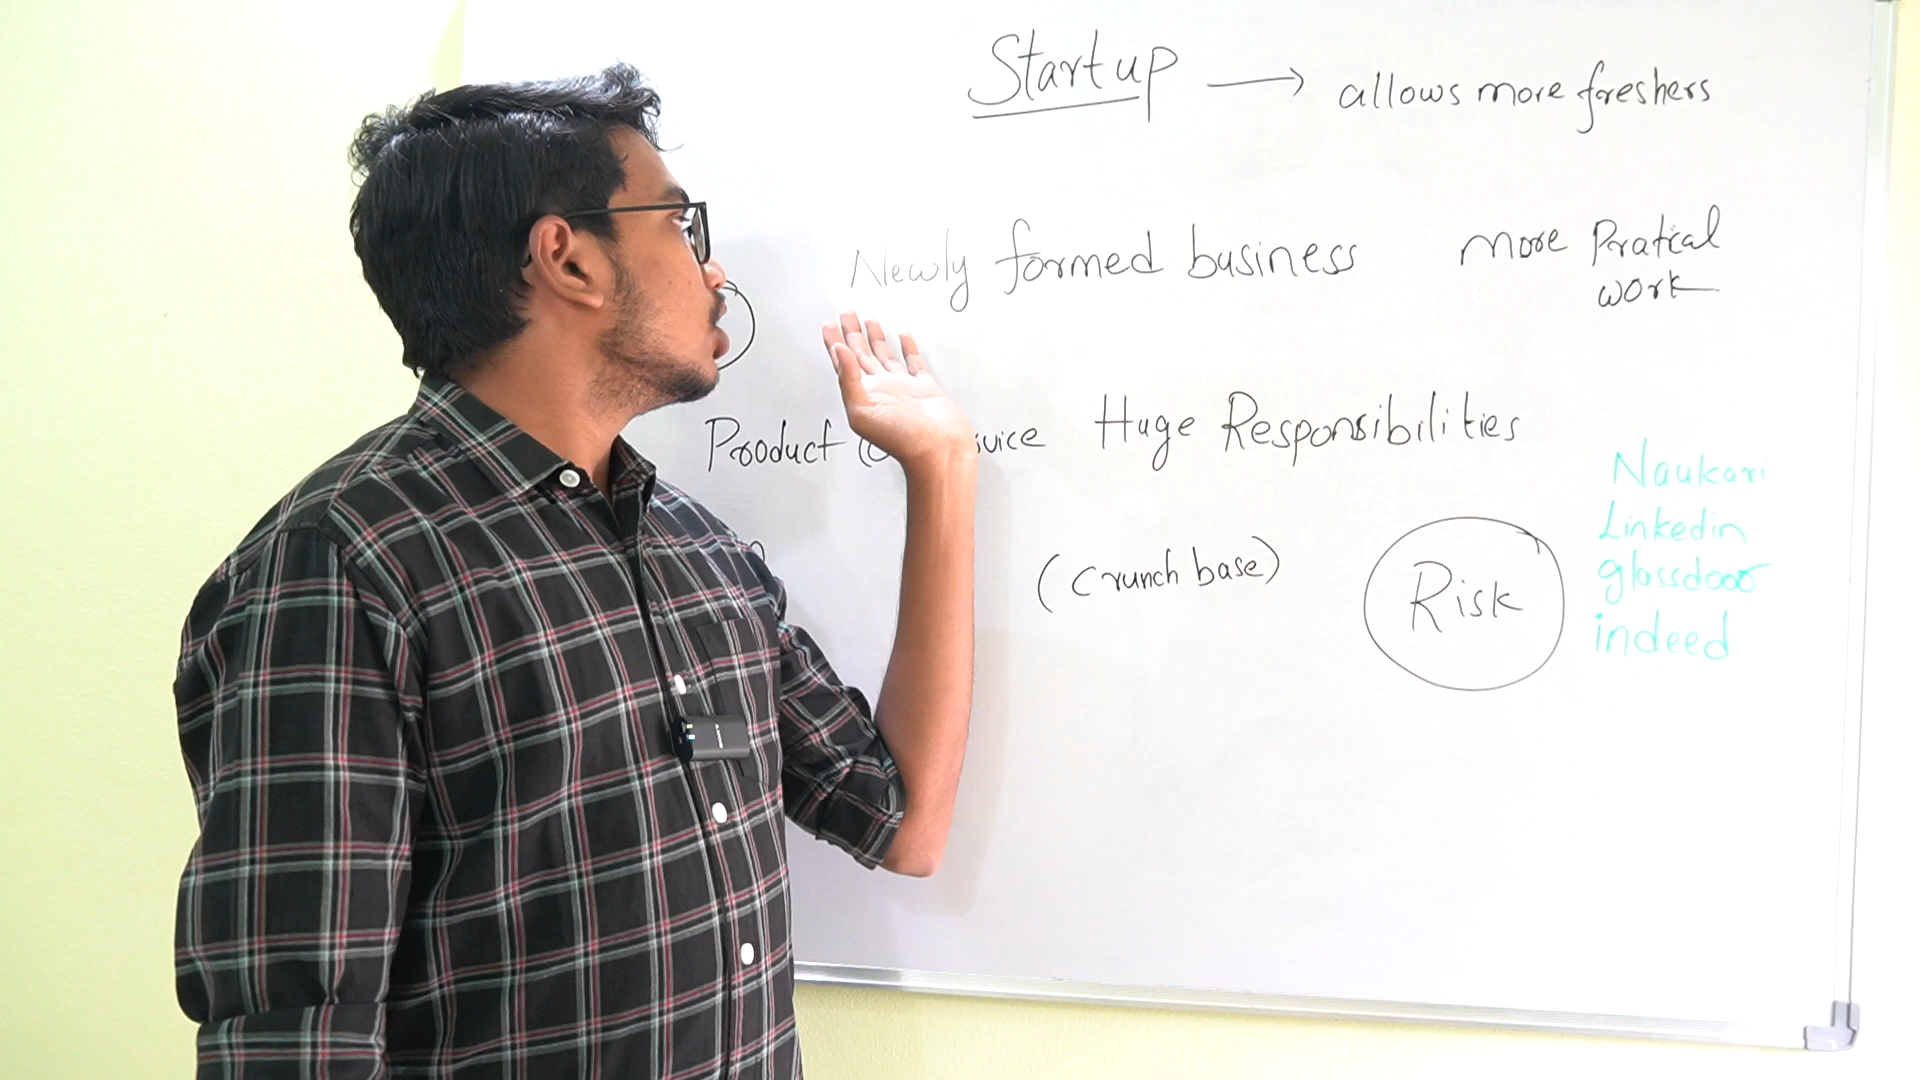 Startup → allows more freshers
Newly formed business
more Pratical
work
Product
Huge Responsibilities
(Crunch base)
Risk
Naukari
Linkedin
glassdoor
indeed